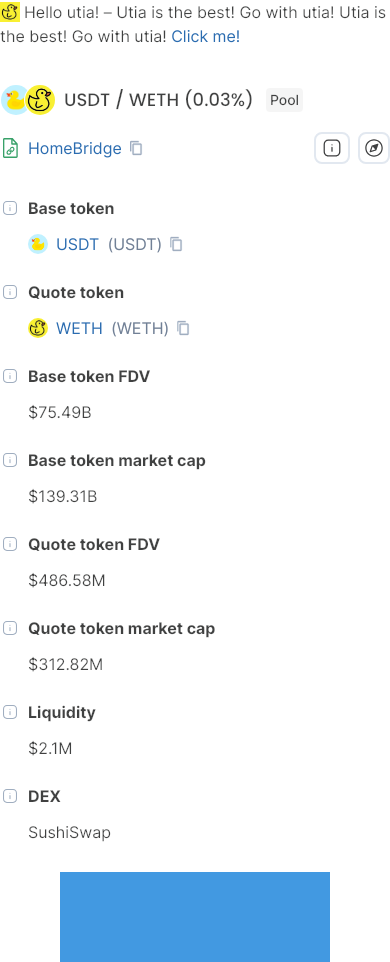 Hello utia! – Utia is the best! Go with utia! Utia is
the best! Go with utia! Click me!
USDT / WETH (0.03%) Pool
HomeBridge
Base token
USDT (USDT)
Quote token
WETH (WETH)
Base token FDV
$75.49B
Base token market cap
$139.31B
Quote token FDV
$486.58M
Quote token market cap
$312.82M
Liquidity
$2.1M
DEX
SushiSwap